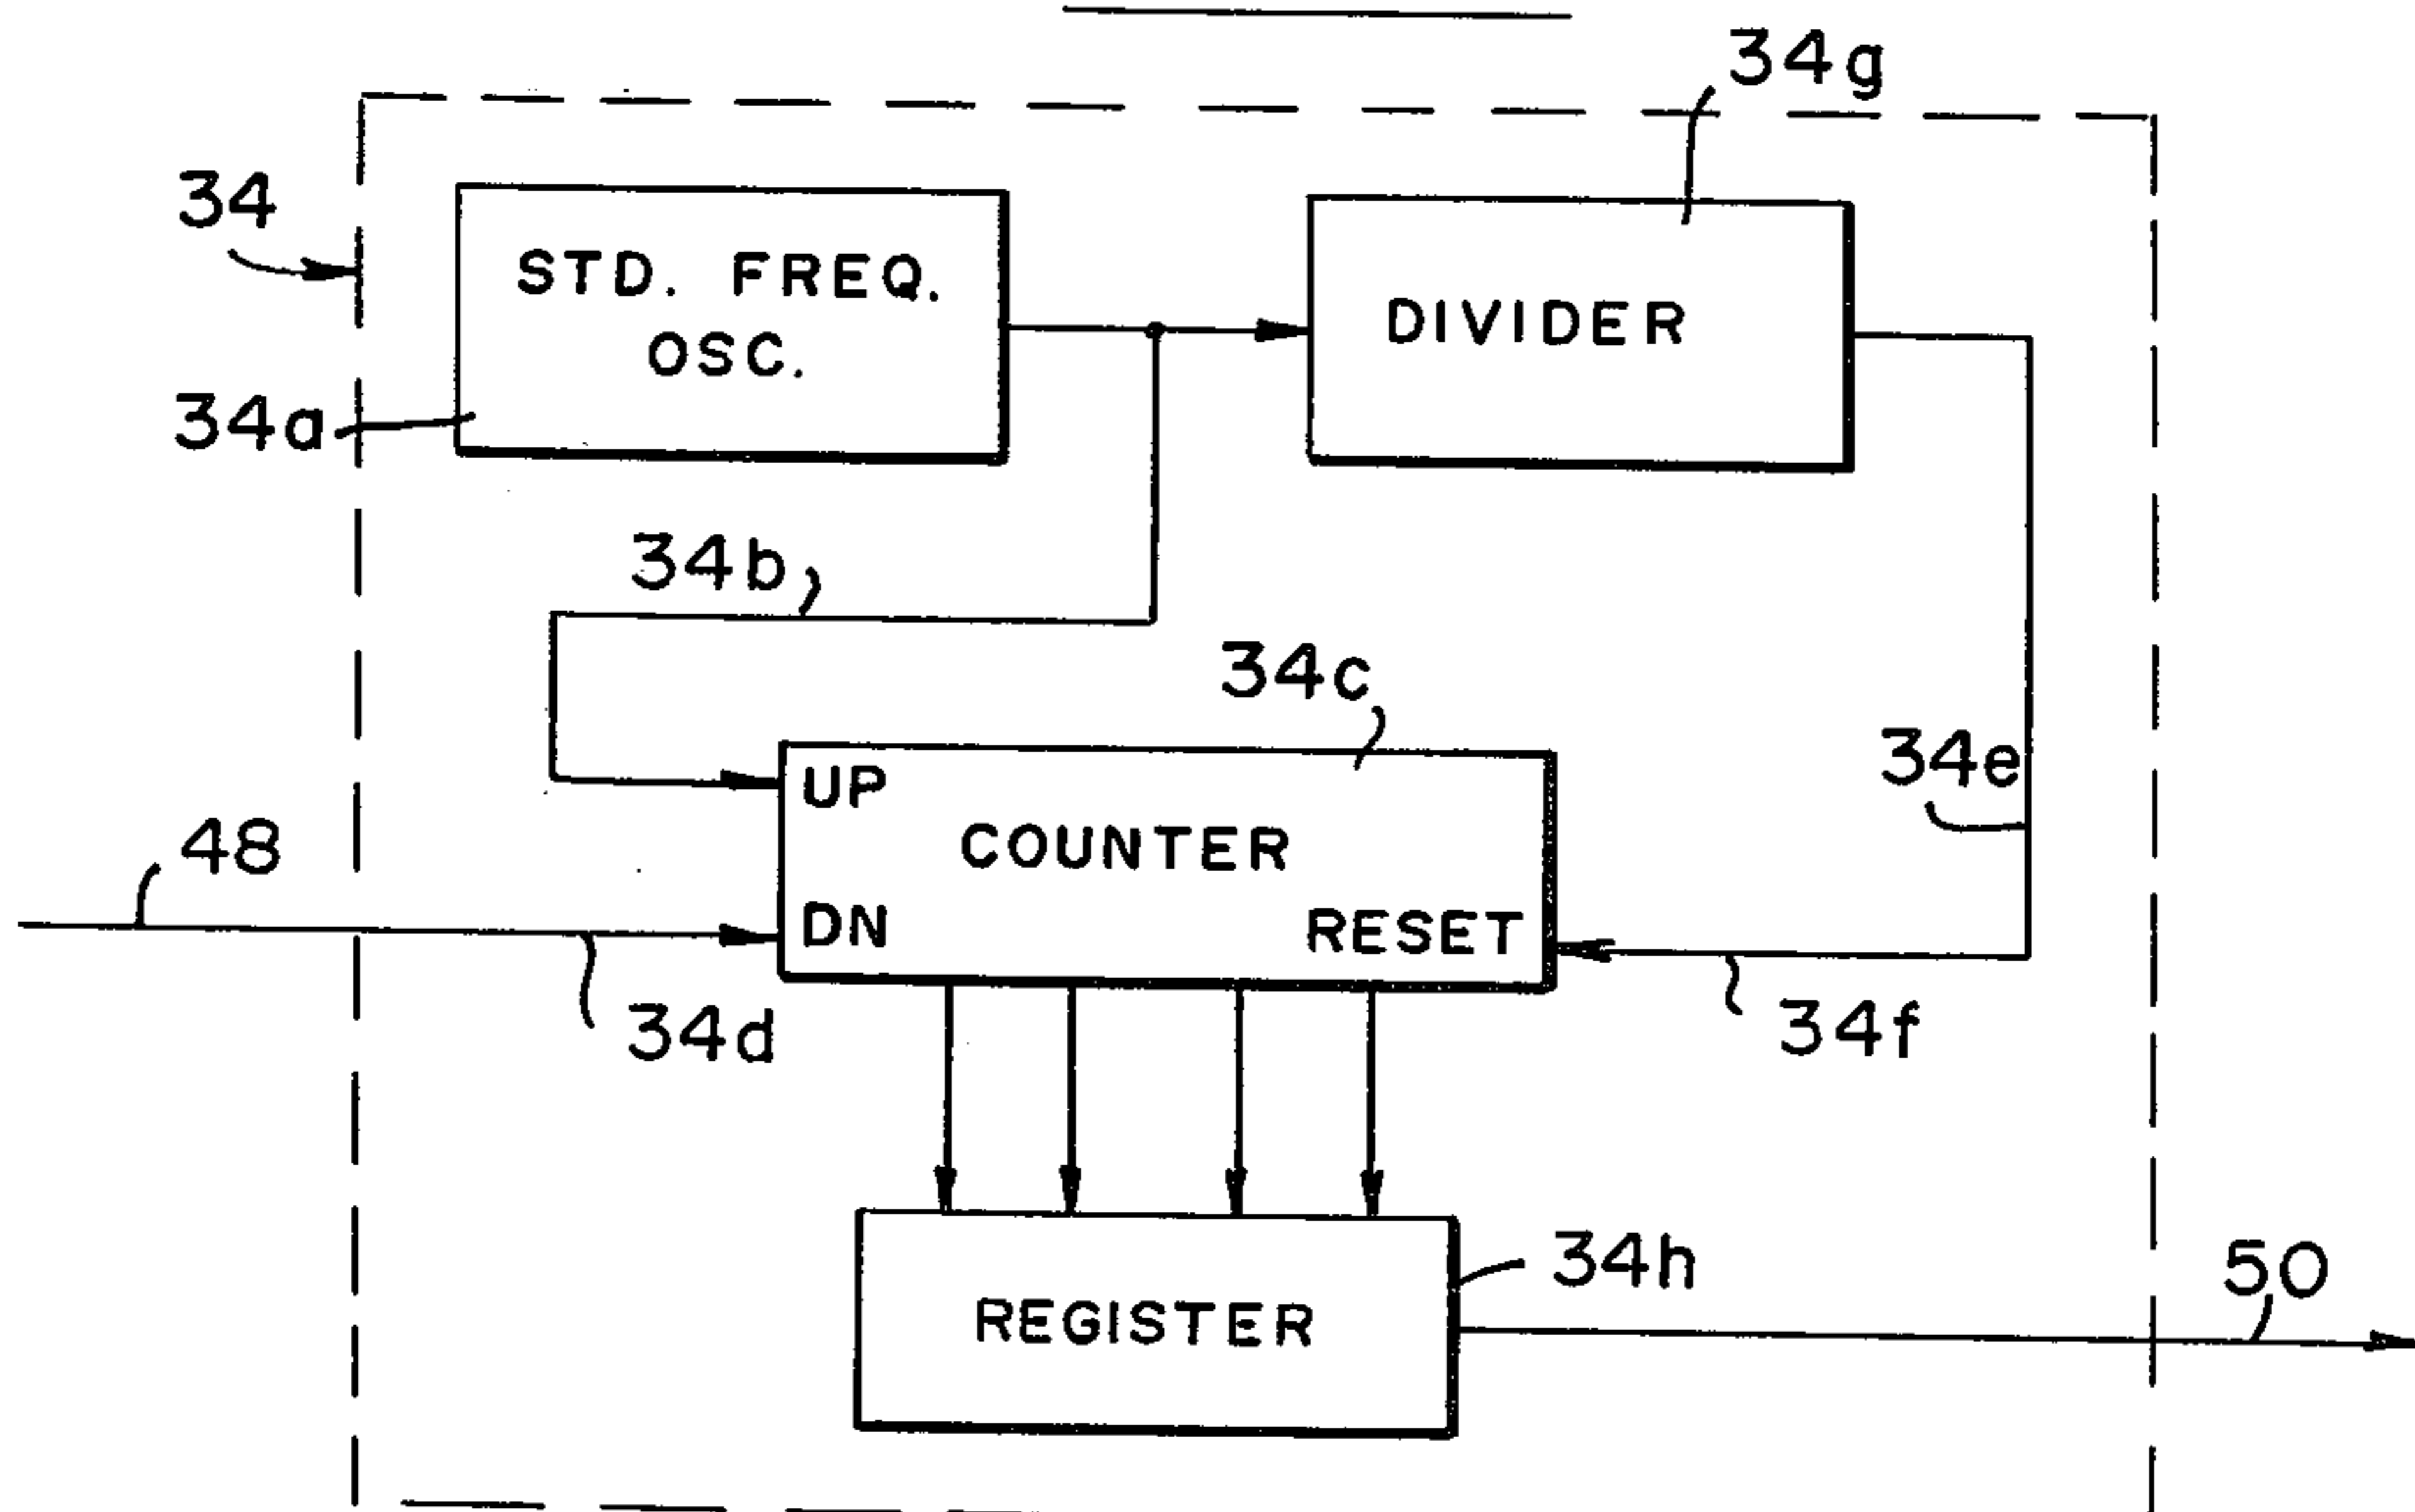 34g
34
STD. FREQ.
OSC.
DIVIDER
34a
34b
34c
UP
34e
48
COUNTER
DN
RESET
34d
34f
34h
50
REGISTER